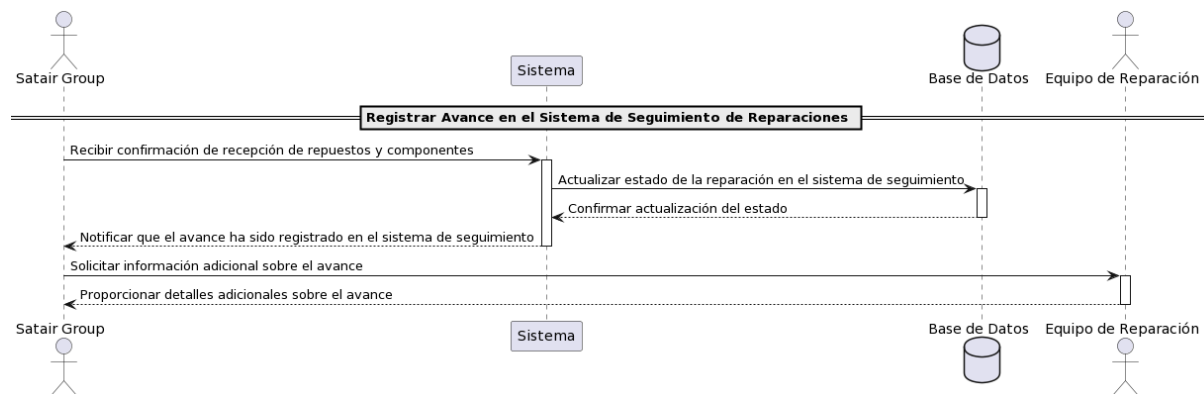 Satair Group
Sistema
Base de Datos
Equipo de Reparación
Registrar Avance en el Sistema de Seguimiento de Reparaciones
Recibir confirmación de recepción de repuestos y componentes
Actualizar estado de la reparación en el sistema de seguimiento
Confirmar actualización del estado
Notificar que el avance ha sido registrado en el sistema de seguimiento
Solicitar información adicional sobre el avance
Proporcionar detalles adicionales sobre el avance
Satair Group
Sistema
Base de Datos
Equipo de Reparación